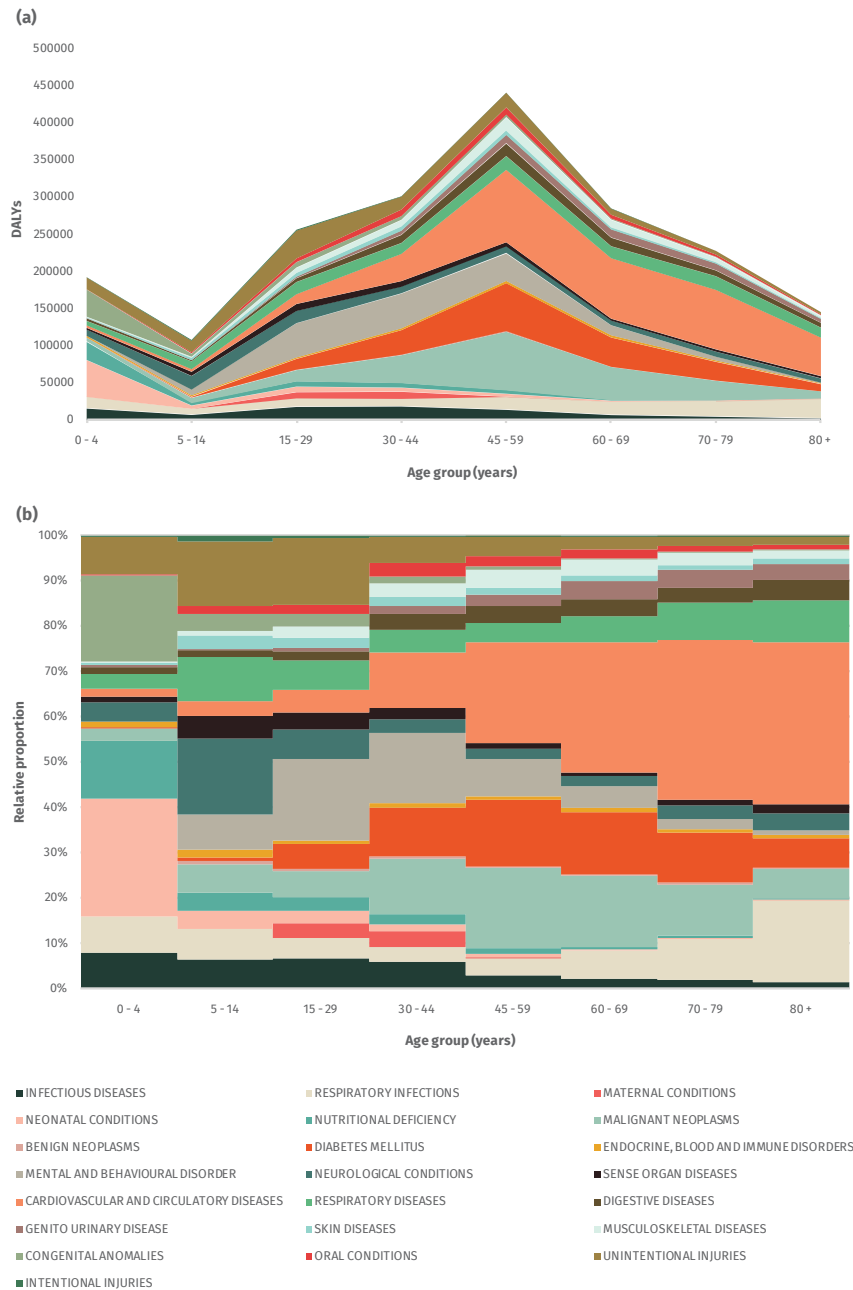 (a)
500000
450000
400000
350000
300000
250000
200000
150000
100000
50000
0
DALYs
0 - 4 5 - 14 15 - 29 30 - 44 45 - 59 60 - 69 70 - 79 80 +
Age group (years)
(b)
100%
90%
80%
70%
60%
50%
40%
30%
20%
10%
0%
Relative proportion
0 - 4 5 - 14 15 - 29 30 - 44 45 - 59 60 - 69 70 - 79 80 +
Age group (years)
INFECTIOUS DISEASES RESPIRATORY INFECTIONS MATERNAL CONDITIONS
NEONATAL CONDITIONS NUTRITIONAL DEFICIENCY MALIGNANT NEOPLASMS
BENIGN NEOPLASMS DIABETES MELLITUS ENDOCRINE, BLOOD AND IMMUNE DISORDERS
MENTAL AND BEHAVIOURAL DISORDER NEUROLOGICAL CONDITIONS SENSE ORGAN DISEASES
CARDIOVASCULAR AND CIRCULATORY DISEASES RESPIRATORY DISEASES DIGESTIVE DISEASES
GENITO URINARY DISEASE SKIN DISEASES MUSCULOSKELETAL DISEASES
CONGENITAL ANOMALIES ORAL CONDITIONS UNINTENTIONAL INJURIES
INTENTIONAL INJURIES